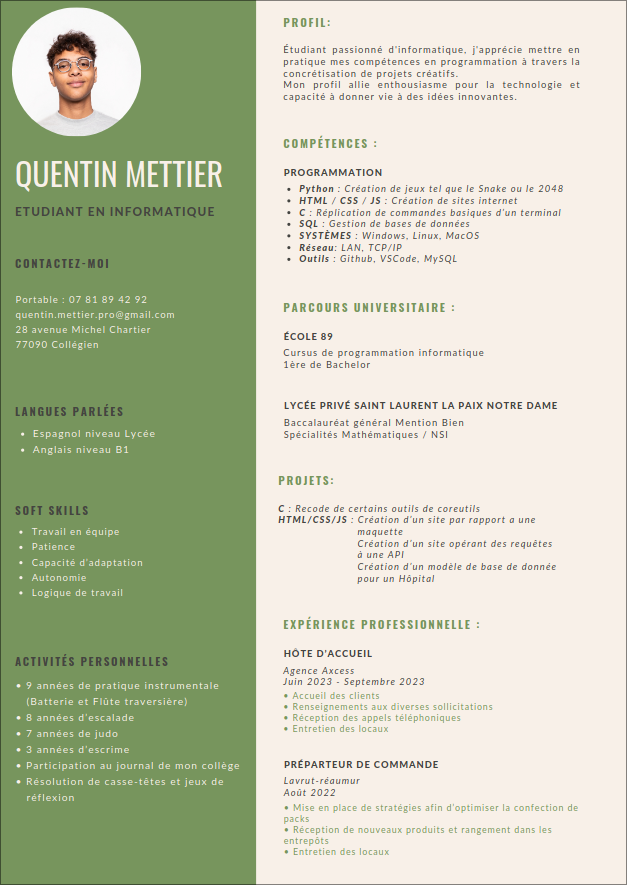 QUENTIN METTIER
ETUDIANT EN INFORMATIQUE
CONTACTEZ-MOI
Portable : 07 81 89 42 92
quentin.mettier.pro@gmail.com
28 avenue Michel Chartier
77090 Collégien
LANGUES PARLÉES
• Espagnol niveau Lycée
• Anglais niveau B1
SOFT SKILLS
• Travail en équipe
• Patience
• Capacité d'adaptation
• Autonomie
• Logique de travail
ACTIVITÉS PERSONNELLES
• 9 années de pratique instrumentale
(Batterie et Flûte traversière)
• 8 années d'escalade
• 7 années de judo
• 3 années d'escrime
• Participation au journal de mon collège
• Résolution de casse-têtes et jeux de
réflexion
PROFIL:
Étudiant passionné d'informatique, j'apprécie mettre en
pratique mes compétences en programmation à travers la
concrétisation de projets créatifs.
Mon profil allie enthousiasme pour la technologie et
capacité à donner vie à des idées innovantes.
COMPÉTENCES :
PROGRAMMATION
• Python : Création de jeux tel que le Snake ou le 2048
• HTML / CSS / JS : Création de sites internet
• C : Réplication de commandes basiques d'un terminal
• SQL : Gestion de bases de données
• SYSTÈMES : Windows, Linux, MacOS
• Réseau: LAN, TCP/IP
• Outils : Github, VSCode, MySQL
PARCOURS UNIVERSITAIRE :
ÉCOLE 89
Cursus de programmation informatique
1ère de Bachelor
LYCÉE PRIVÉ SAINT LAURENT LA PAIX NOTRE DAME
Baccalauréat général Mention Bien
Spécialités Mathématiques / NSI
PROJETS:
C : Recode de certains outils de coreutils
HTML/CSS/JS : Création d'un site par rapport a une
maquette
Création d'un site opérant des requêtes
à une API
Création d'un modèle de base de donnée
pour un Hôpital
EXPÉRIENCE PROFESSIONNELLE :
HÔTE D'ACCUEIL
Agence Axcess
Juin 2023 - Septembre 2023
• Accueil des clients
• Renseignements aux diverses sollicitations
• Réception des appels téléphoniques
• Entretien des locaux
PRÉPARTEUR DE COMMANDE
Lavrut-réaumur
Août 2022
• Mise en place de stratégies afin d'optimiser la confection de
packs
• Réception de nouveaux produits et rangement dans les
entrepôts
• Entretien des locaux